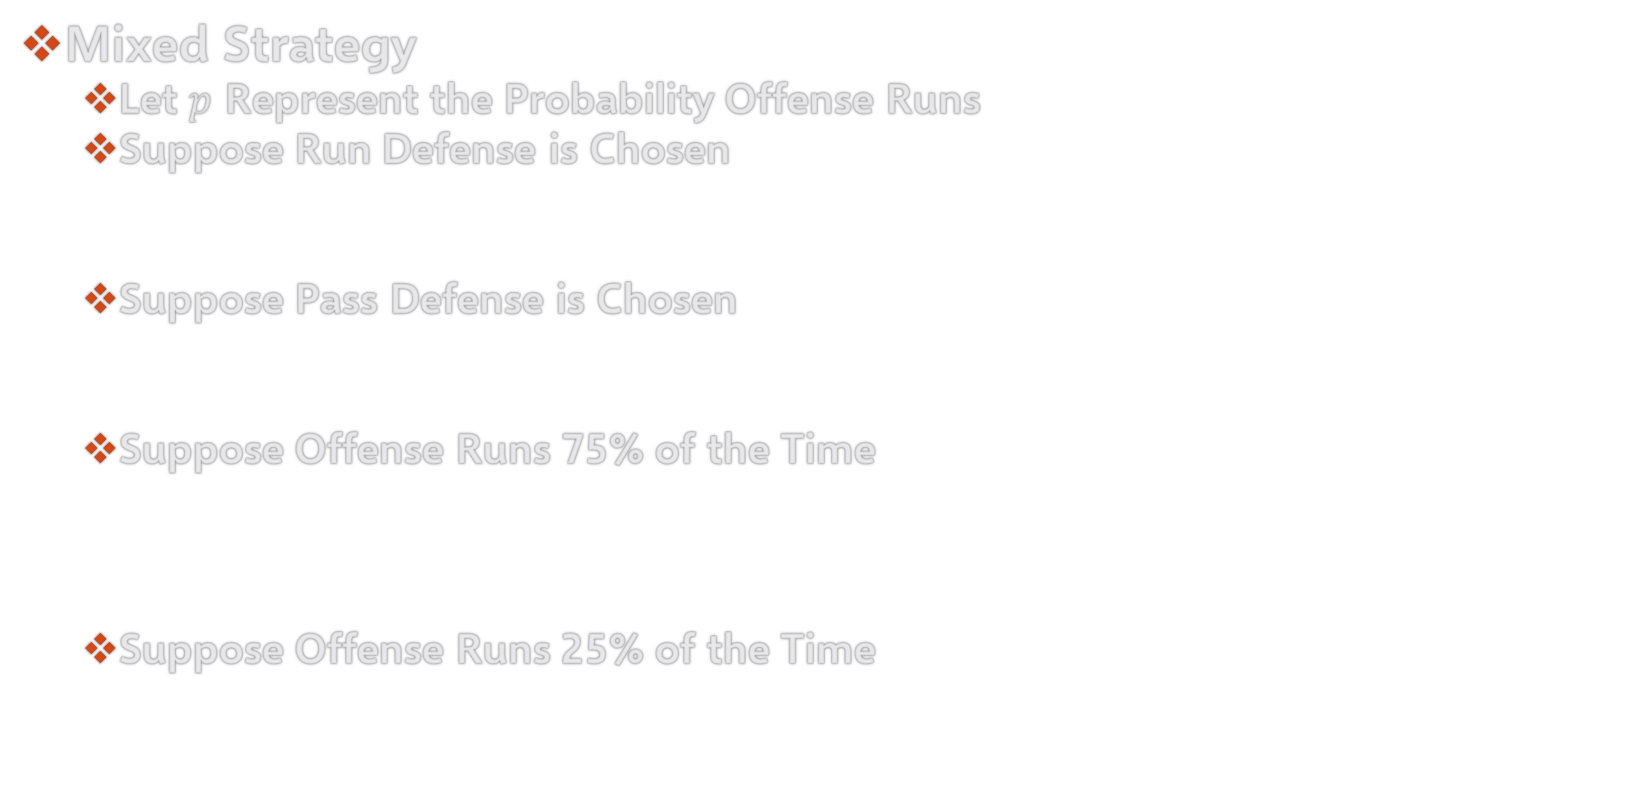 Mixed Strategy
Let p Represent the Probability Offense Runs
Suppose Run Defense is Chosen
Suppose Pass Defense is Chosen
Suppose Offense Runs 75% of the Time
Suppose Offense Runs 25% of the Time